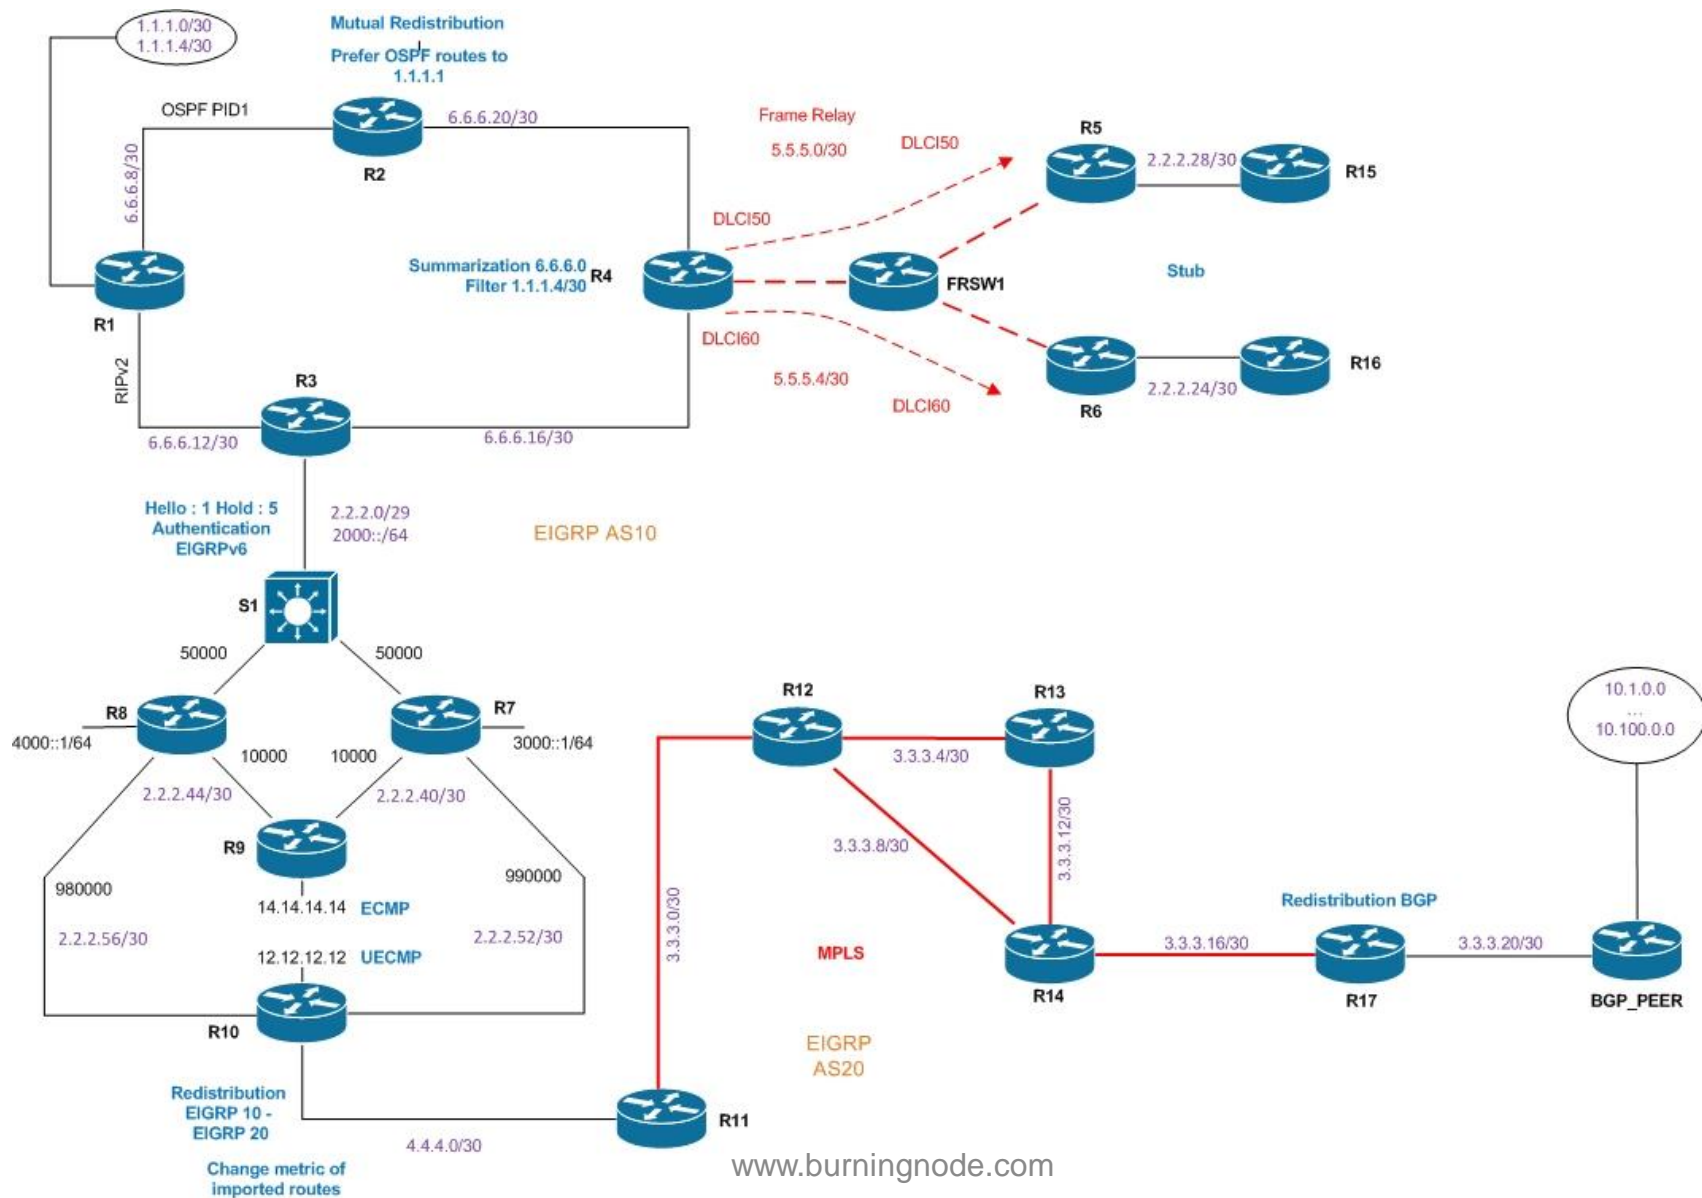 1.1.1.0/30
1.1.1.4/30
Mutual Redistribution
Prefer OSPF routes to
1.1.1.1
OSPF PID1
6.6.6.20/30
R2
6.6.6.8/30
R1
Frame Relay
5.5.5.0/30
DLCI50
DLCI50
R5
2.2.2.28/30
R15
Summarization 6.6.6.0
Filter 1.1.1.4/30
R4
FRSW1
Stub
DLCI60
5.5.5.4/30
DLCI60
R6
2.2.2.24/30
R16
RIPv2
R3
6.6.6.12/30
6.6.6.16/30
Hello : 1 Hold : 5
Authentication
EIGRPv6
2.2.2.0/29
2000::/64
EIGRP AS10
S1
50000
50000
R8
R7
4000::1/64
3000::1/64
10000
10000
2.2.2.44/30
2.2.2.40/30
R9
980000
990000
14.14.14.14
ECMP
2.2.2.56/30
2.2.2.52/30
12.12.12.12
UECMP
R10
Redistribution
EIGRP 10 -
EIGRP 20
Change metric of
imported routes
4.4.4.0/30
R11
3.3.3.0/30
R12
R13
3.3.3.4/30
3.3.3.8/30
3.3.3.12/30
MPLS
R14
EIGRP
AS20
3.3.3.16/30
Redistribution BGP
R17
3.3.3.20/30
10.1.0.0
...
10.100.0.0
BGP_PEER
www.burningnode.com